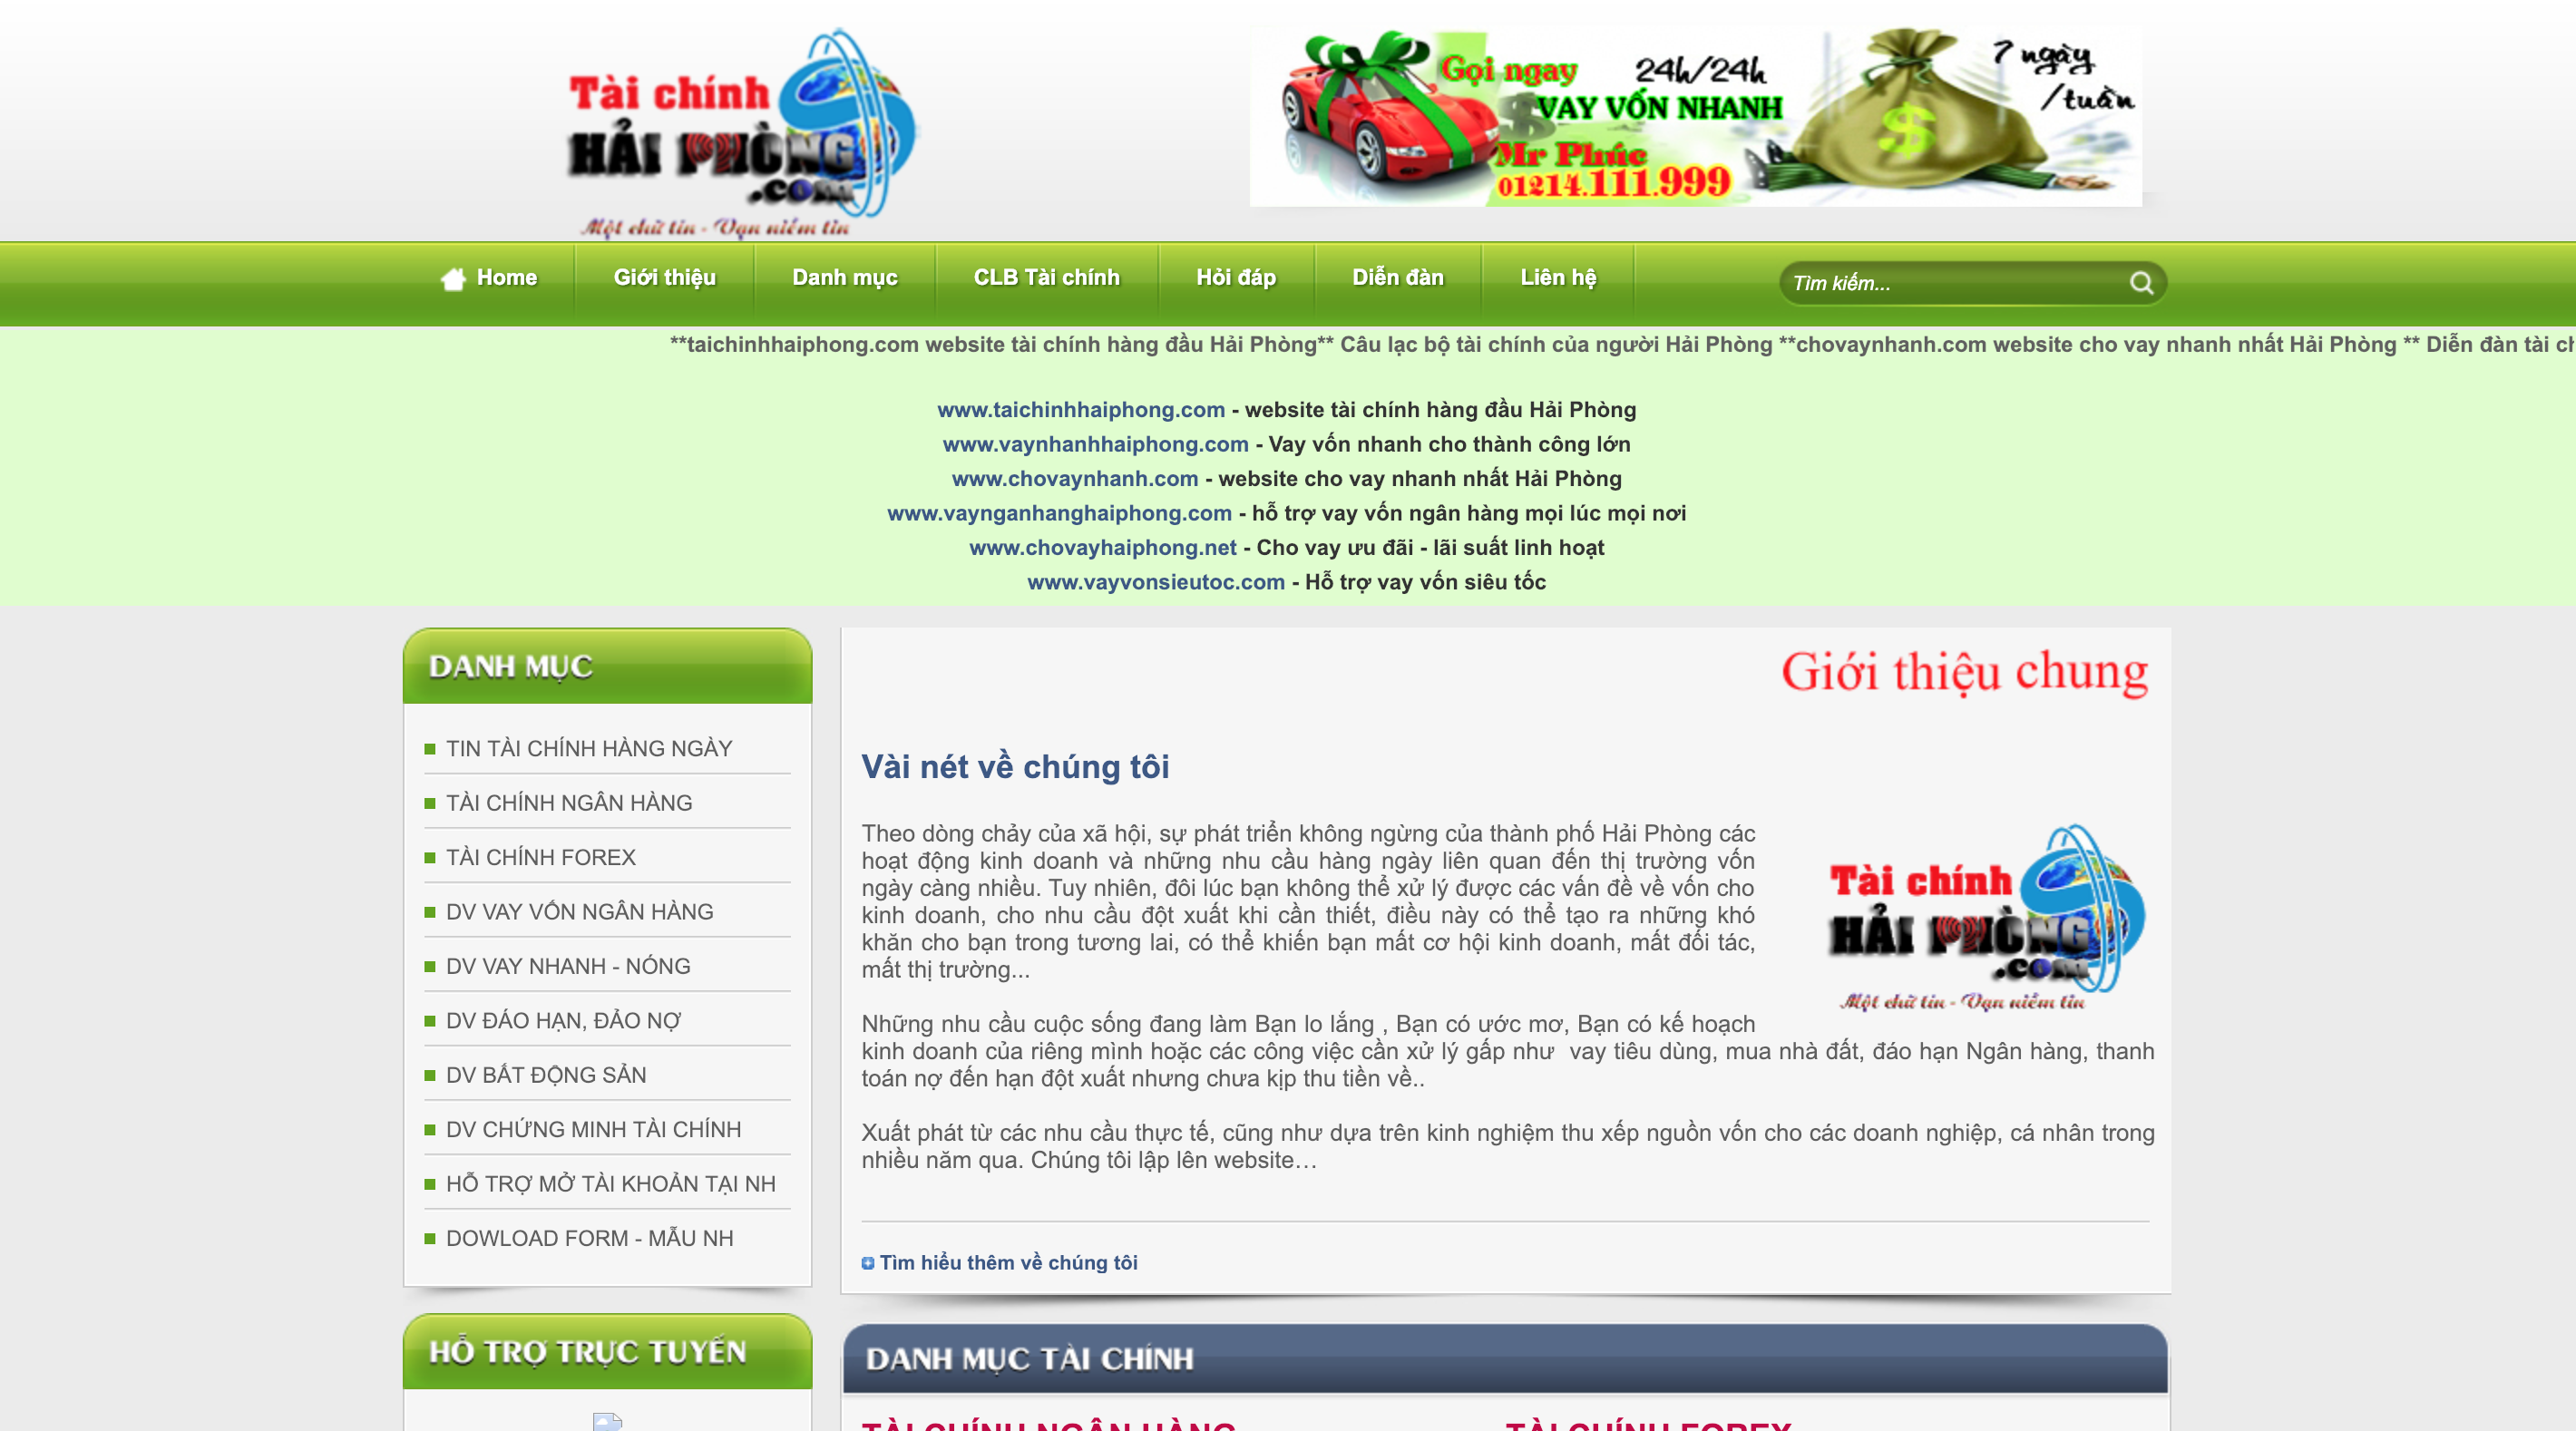 Tài chính
HẢI PHÒNG
.com
Một chữ tín - Vạn niềm tin
Gọi ngay 24h/24h
VAY VỐN NHANH
Mr Phúc
01214.111.999
7 ngày
/tuần
Home Giới thiệu Danh mục CLB Tài chính Hỏi đáp Diễn đàn Liên hệ Tìm kiếm...
**taichinhhaiphong.com website tài chính hàng đầu Hải Phòng** Câu lạc bộ tài chính của người Hải Phòng **chovaynhanh.com website cho vay nhanh nhất Hải Phòng ** Diễn đàn tài
www.taichinhhaiphong.com - website tài chính hàng đầu Hải Phòng
www.vaynhanhhaiphong.com - Vay vốn nhanh cho thành công lớn
www.chovaynhanh.com - website cho vay nhanh nhất Hải Phòng
www.vaynganhanghaiphong.com - hỗ trợ vay vốn ngân hàng mọi lúc mọi nơi
www.chovayhaiphong.net - Cho vay ưu đãi - lãi suất linh hoạt
www.vayvonsieutoc.com - Hỗ trợ vay vốn siêu tốc
DANH MỤC
TIN TÀI CHÍNH HÀNG NGÀY
TÀI CHÍNH NGÂN HÀNG
TÀI CHÍNH FOREX
DV VAY VỐN NGÂN HÀNG
DV VAY NHANH - NÓNG
DV ĐÁO HẠN, ĐẢO NỢ
DV BẤT ĐỘNG SẢN
DV CHỨNG MINH TÀI CHÍNH
HỖ TRỢ MỞ TÀI KHOẢN TẠI NH
DOWLOAD FORM - MẪU NH
HỖ TRỢ TRỰC TUYẾN
Giới thiệu chung
Vài nét về chúng tôi
Theo dòng chảy của xã hội, sự phát triển không ngừng của thành phố Hải Phòng các
hoạt động kinh doanh và những nhu cầu hàng ngày liên quan đến thị trường vốn
ngày càng nhiều. Tuy nhiên, đôi lúc bạn không thể xử lý được các vấn đề về vốn cho
kinh doanh, cho nhu cầu đột xuất khi cần thiết, điều này có thể tạo ra những khó
khăn cho bạn trong tương lai, có thể khiến bạn mất cơ hội kinh doanh, mất đối tác,
mất thị trường...
Tài chính
HẢI PHÒNG
.com
Một chữ tín - Vạn niềm tin
Những nhu cầu cuộc sống đang làm Bạn lo lắng , Bạn có ước mơ, Bạn có kế hoạch
kinh doanh của riêng mình hoặc các công việc cần xử lý gấp như vay tiêu dùng, mua nhà đất, đáo hạn Ngân hàng, thanh
toán nợ đến hạn đột xuất nhưng chưa kịp thu tiền về..
Xuất phát từ các nhu cầu thực tế, cũng như dựa trên kinh nghiệm thu xếp nguồn vốn cho các doanh nghiệp, cá nhân trong
nhiều năm qua. Chúng tôi lập lên website…
Tìm hiểu thêm về chúng tôi
DANH MỤC TÀI CHÍNH
TÀI CHÍNH NGÂN HÀNG TÀI CHÍNH FOREX